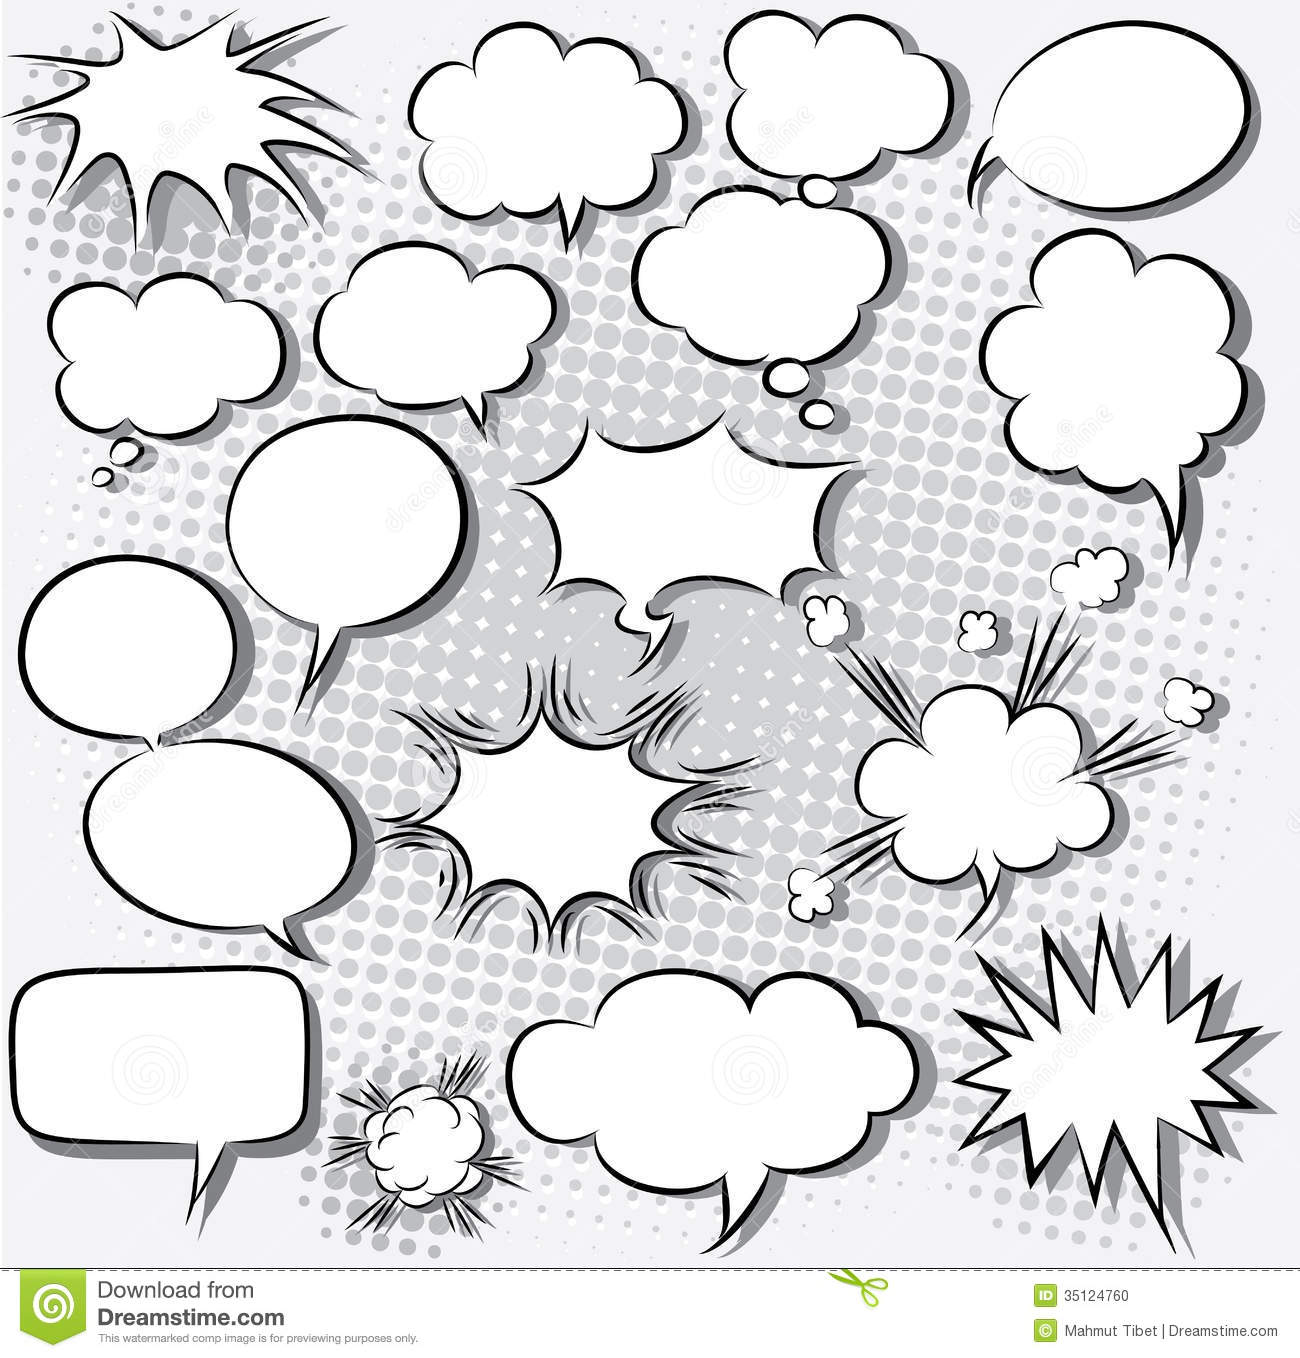 Download from
Dreamstime.com
This watermarked comp image is for previewing purposes only.
ID 35124760
© Mahmut Tibet | Dreamstime.com